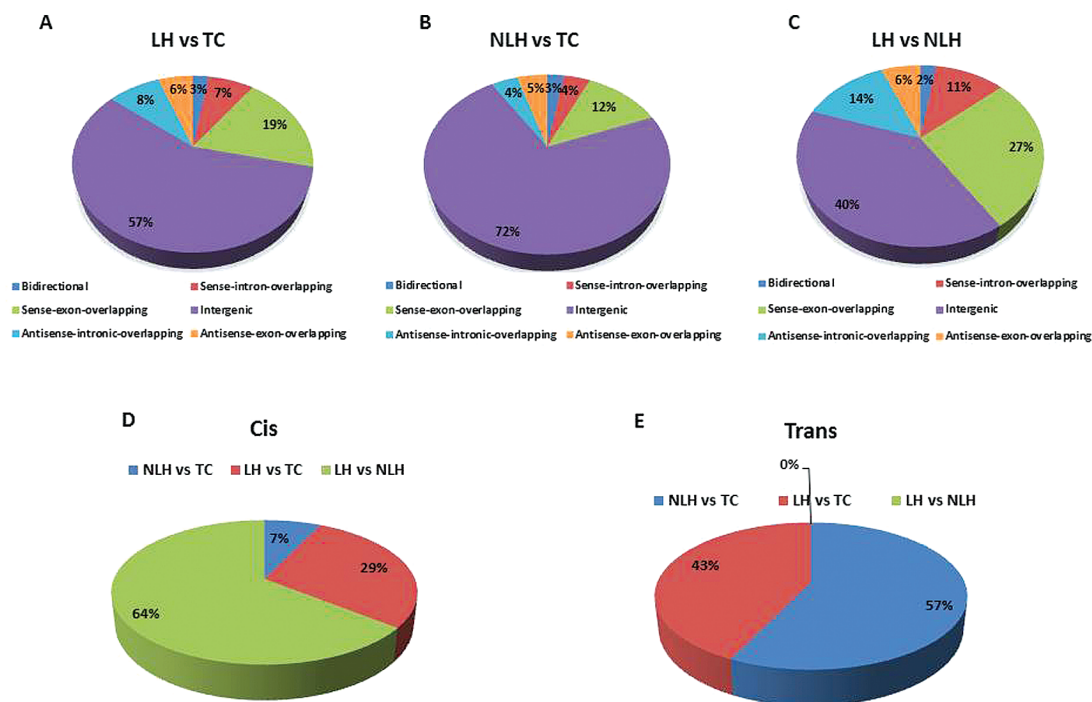 A
LH vs TC
3%
7%
19%
57%
8%
6%
Bidirectional
Sense-intron-overlapping
Sense-exon-overlapping
Intergenic
Antisense-intronic-overlapping
Antisense-exon-overlapping
B
NLH vs TC
3%
4%
12%
72%
4%
5%
Bidirectional
Sense-intron-overlapping
Sense-exon-overlapping
Intergenic
Antisense-intronic-overlapping
Antisense-exon-overlapping
C
LH vs NLH
2%
11%
27%
40%
14%
6%
Bidirectional
Sense-intron-overlapping
Sense-exon-overlapping
Intergenic
Antisense-intronic-overlapping
Antisense-exon-overlapping
D
Cis
NLH vs TC
LH vs TC
LH vs NLH
7%
29%
64%
E
Trans
0%
NLH vs TC
LH vs TC
LH vs NLH
43%
57%